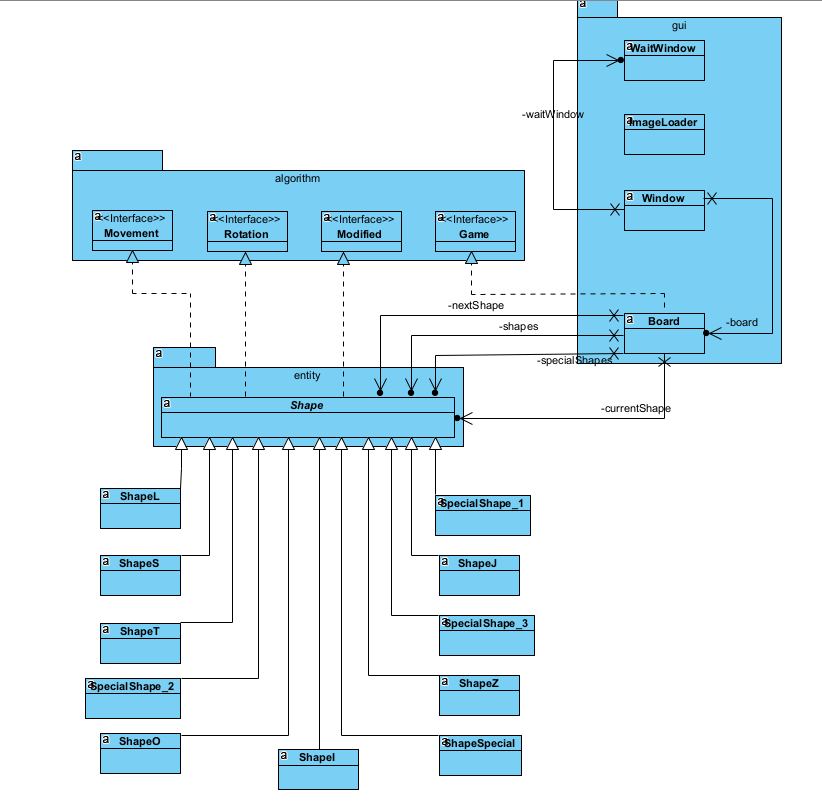 a
gui
a
WaitWindow
-waitWindow
a
ImageLoader
a
algorithm
a
<<Interface>>
Movement
a
<<Interface>>
Rotation
a
<<Interface>>
Modified
a
<<Interface>>
Game
a
Window
-nextShape
a
Board
-board
-shapes
a
-specialShapes
entity
a
Shape
-currentShape
a
ShapeL
a
SpecialShape_1
a
ShapeS
a
ShapeJ
a
ShapeT
a
SpecialShape_3
a
SpecialShape_2
a
ShapeZ
a
ShapeO
a
ShapeSpecial
a
ShapeI